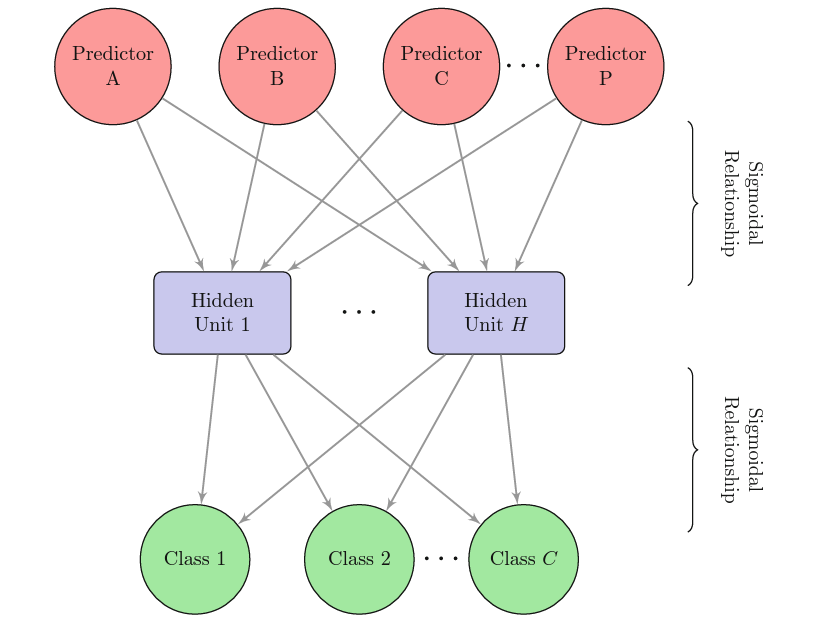 Predictor
A
Predictor
B
Predictor
C
...
Predictor
P
Sigmoidal
Relationship
Hidden
Unit 1
...
Hidden
Unit H
Sigmoidal
Relationship
Class 1
Class 2
...
Class C